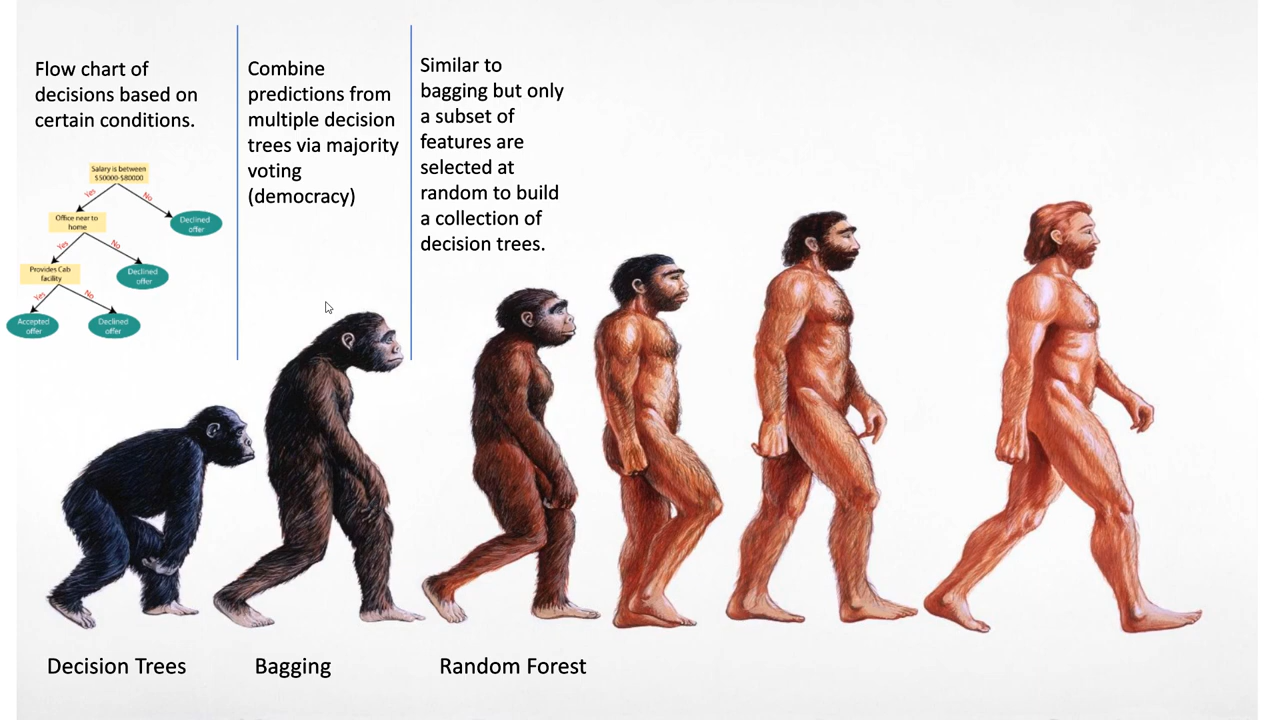 Flow chart of
decisions based on
certain conditions.
Salary is between
$50000-$80000
Yes
No
Office near to
home
Declined
offer
Yes
No
Provides Cab
facility
Declined
offer
Yes
No
Accepted
offer
Declined
offer
Combine
predictions from
multiple decision
trees via majority
voting
(democracy)
Similar to
bagging but only
a subset of
features are
selected at
random to build
a collection of
decision trees.
Decision Trees
Bagging
Random Forest